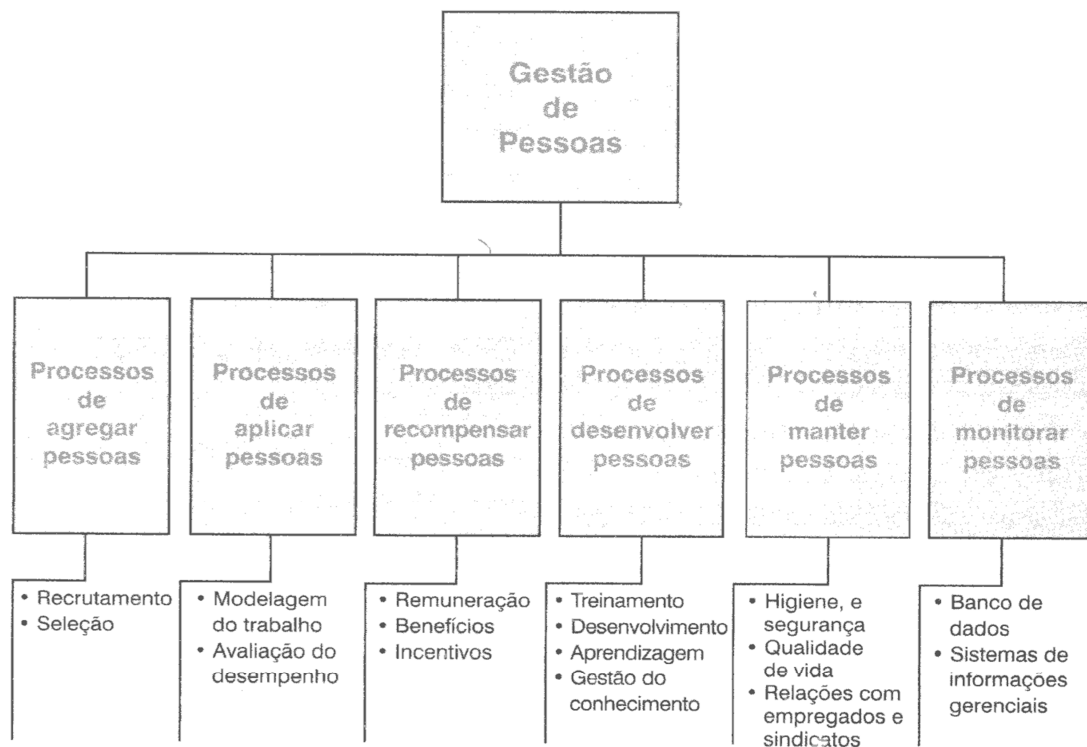 Gestão
de
Pessoas
Processos
de
agregar
pessoas
Processos
de
aplicar
pessoas
Processos
de
recompensar
pessoas
Processos
de
desenvolver
pessoas
Processos
de
manter
pessoas
Processos
de
monitorar
pessoas
• Recrutamento
• Seleção
• Modelagem
do trabalho
• Avaliação do
desempenho
• Remuneração
• Benefícios
• Incentivos
• Treinamento
• Desenvolvimento
• Aprendizagem
• Gestão do
conhecimento
• Higiene, e
segurança
• Qualidade
de vida
• Relações com
empregados e
sindicatos
• Banco de
dados
• Sistemas de
informações
gerenciais